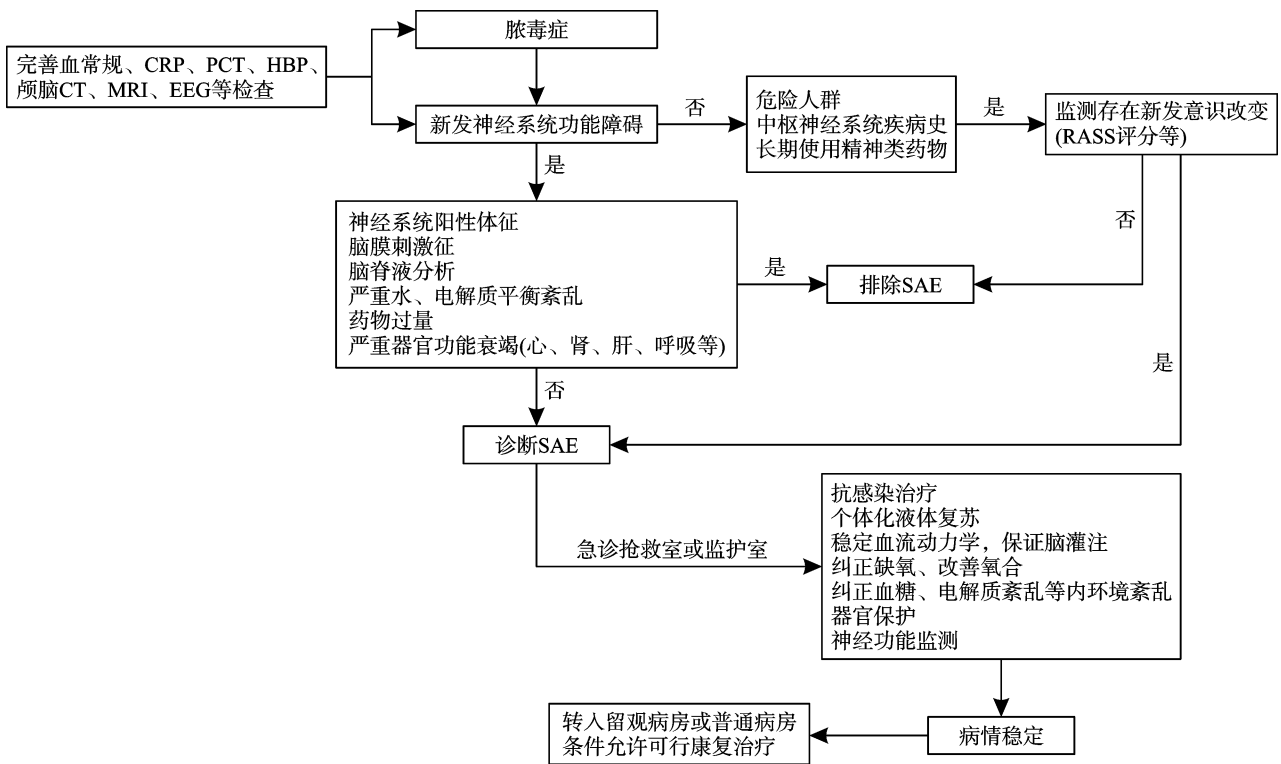 脓毒症
完善血常规、CRP、PCT、HBP、
颅脑CT、MRI、EEG等检查
新发神经系统功能障碍
否
危险人群
中枢神经系统疾病史
长期使用精神类药物
是
监测存在新发意识改变
(RASS评分等)
是
否
神经系统阳性体征
脑膜刺激征
脑脊液分析
严重水、电解质平衡紊乱
药物过量
严重器官功能衰竭(心、肾、肝、呼吸等)
是
排除SAE
是
否
诊断SAE
急诊抢救室或监护室
抗感染治疗
个体化液体复苏
稳定血流动力学，保证脑灌注
纠正缺氧、改善氧合
纠正血糖、电解质紊乱等内环境紊乱
器官保护
神经功能监测
病情稳定
转入留观病房或普通病房
条件允许可行康复治疗